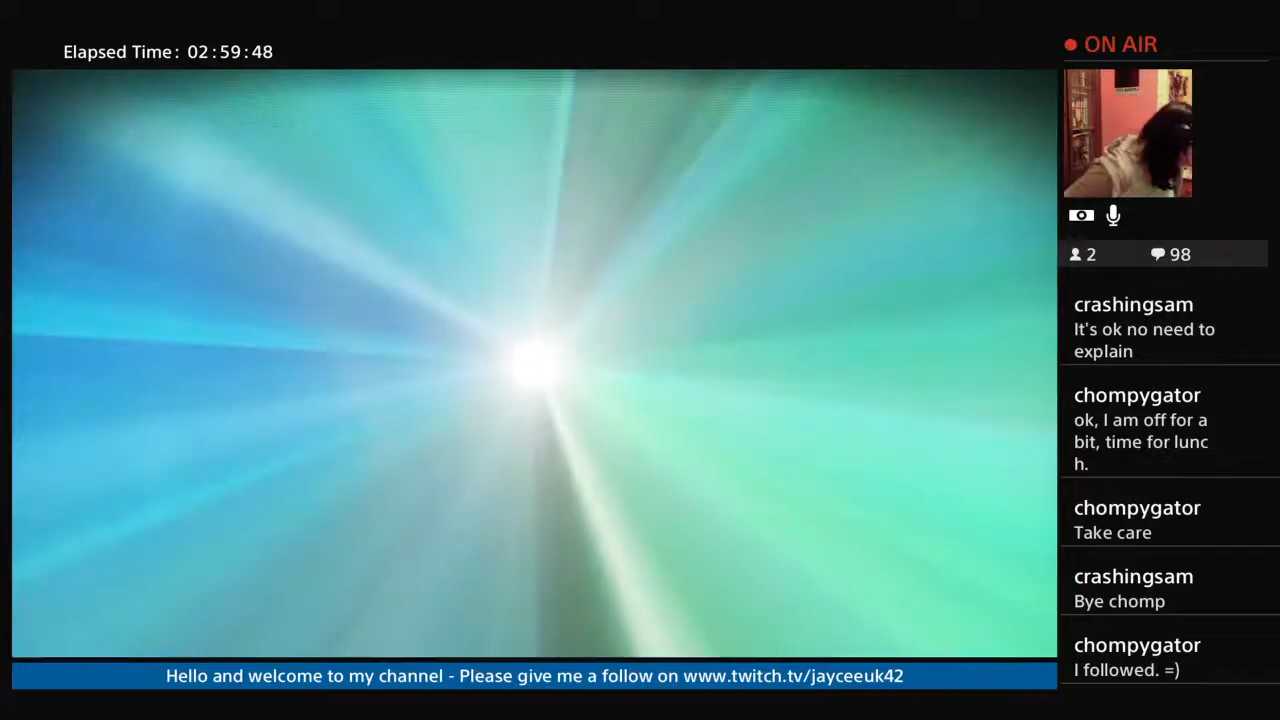 Elapsed Time: 02:59:48
ON AIR
2 98
crashingsam
It's ok no need to
explain
chompygator
ok, I am off for a
bit, time for lunc
h.
chompygator
Take care
crashingsam
Bye chomp
chompygator
I followed. =)
Hello and welcome to my channel - Please give me a follow on www.twitch.tv/jayceeuk42